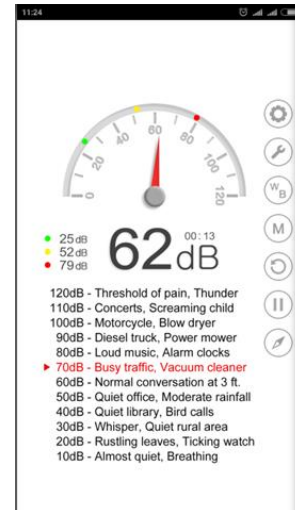 11:24
0 20 40 60 80 100 120
25dB
52dB
79dB
00:13
62dB
W B
M
120dB - Threshold of pain, Thunder
110dB - Concerts, Screaming child
100dB - Motorcycle, Blow dryer
90dB - Diesel truck, Power mower
80dB - Loud music, Alarm clocks
70dB - Busy traffic, Vacuum cleaner
60dB - Normal conversation at 3 ft.
50dB - Quiet office, Moderate rainfall
40dB - Quiet library, Bird calls
30dB - Whisper, Quiet rural area
20dB - Rustling leaves, Ticking watch
10dB - Almost quiet, Breathing